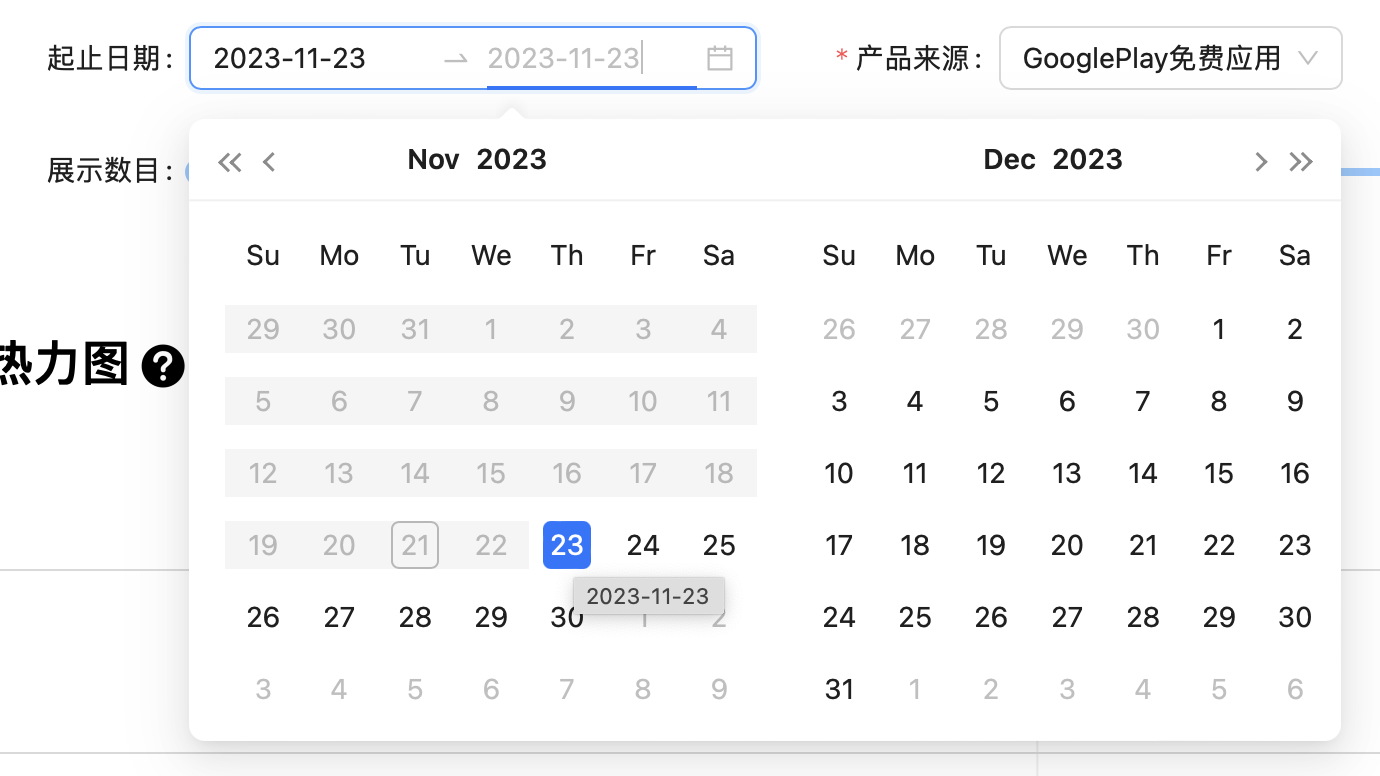 起止日期: 2023-11-23 → 2023-11-23 * 产品来源: GooglePlay免费应用
展示数目:
« < Nov 2023 Dec 2023 > »
Su Mo Tu We Th Fr Sa Su Mo Tu We Th Fr Sa
29 30 31 1 2 3 4 26 27 28 29 30 1 2
热力图 ?
5 6 7 8 9 10 11 3 4 5 6 7 8 9
12 13 14 15 16 17 18 10 11 12 13 14 15 16
19 20 21 22 23 24 25 17 18 19 20 21 22 23
2023-11-23
26 27 28 29 30 1 2 24 25 26 27 28 29 30
3 4 5 6 7 8 9 31 1 2 3 4 5 6